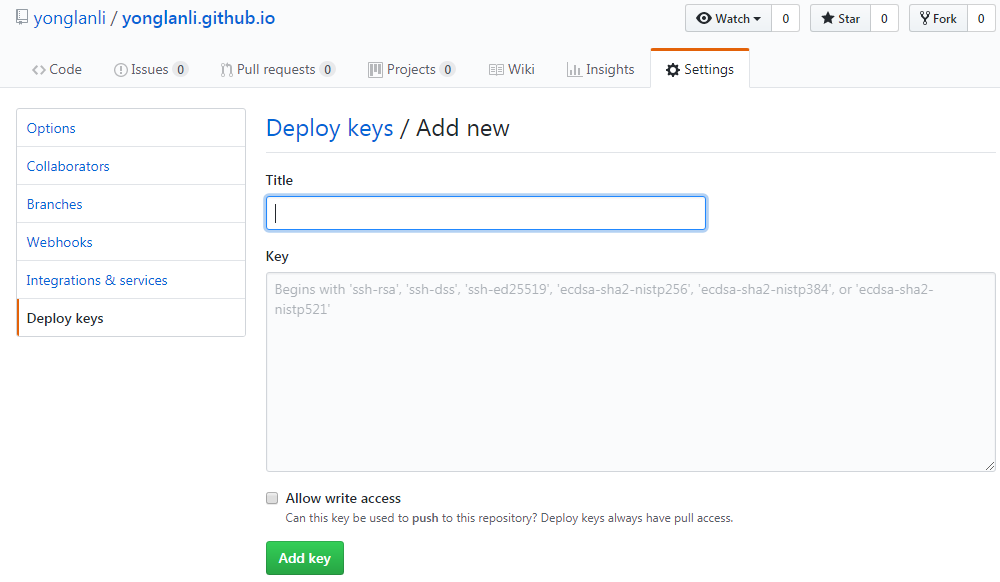 yonglanli / yonglanli.github.io Watch 0 Star 0 Fork 0
Code Issues 0 Pull requests 0 Projects 0 Wiki Insights Settings
Options
Collaborators
Branches
Webhooks
Integrations & services
Deploy keys
Deploy keys / Add new
Title
Key
Begins with 'ssh-rsa', 'ssh-dss', 'ssh-ed25519', 'ecdsa-sha2-nistp256', 'ecdsa-sha2-nistp384', or 'ecdsa-sha2-
nistp521'
Allow write access
Can this key be used to push to this repository? Deploy keys always have pull access.
Add key